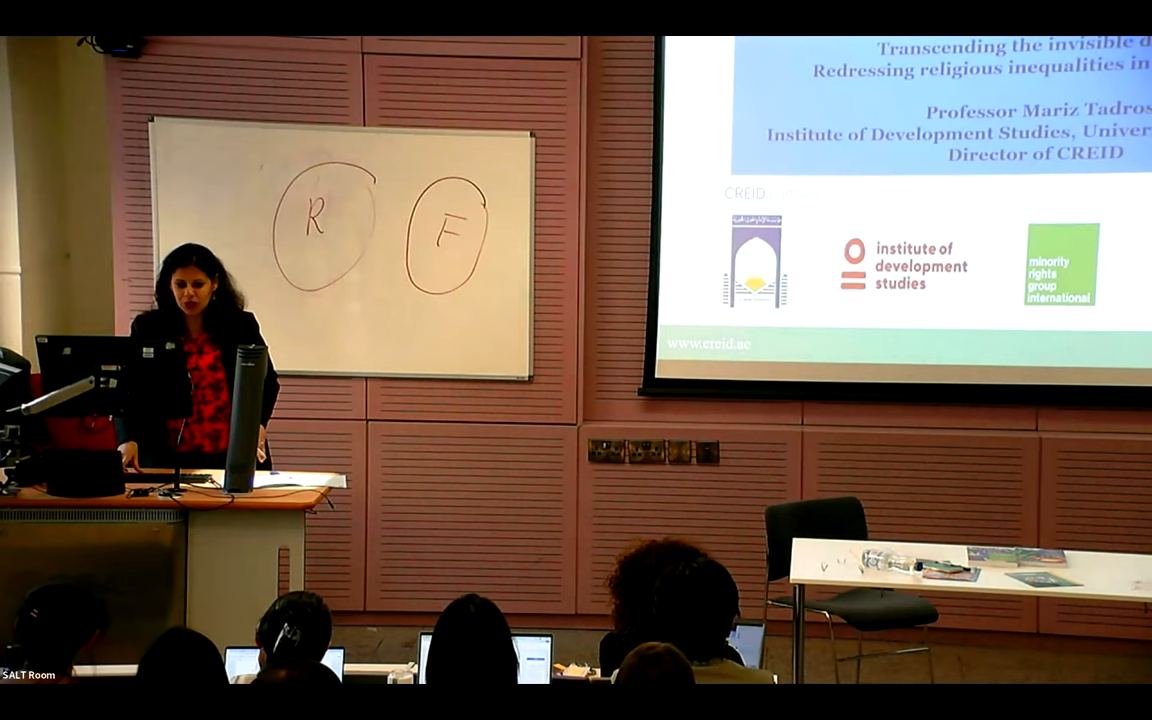 R
F
Transcending the invisible d
Redressing religious inequalities in
Professor Mariz Tadros
Institute of Development Studies, Univer
Director of CREID
CREID
institute of
development
studies
minority
rights
group
international
www.creid.ac
SALT Room